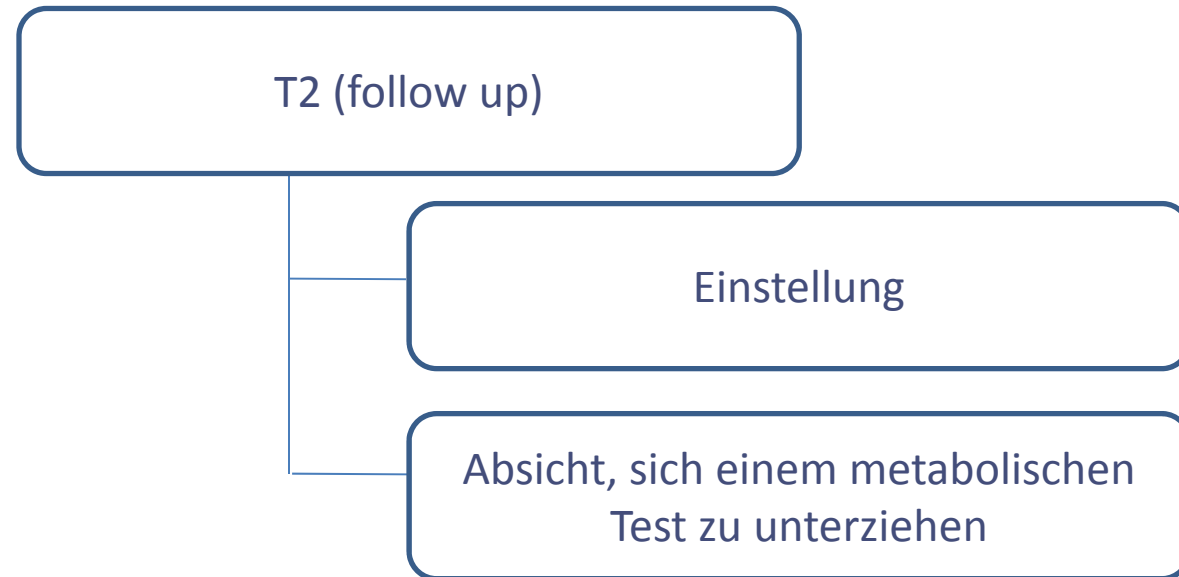 T2 (follow up)
Einstellung
Absicht, sich einem metabolischen
Test zu unterziehen